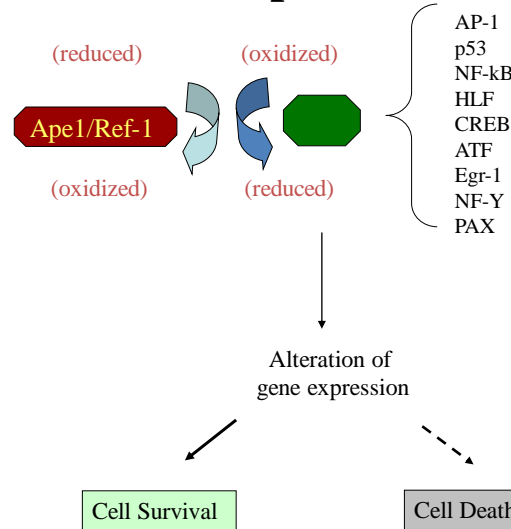 (reduced)
(oxidized)
Ape1/Ref-1
(oxidized)
(reduced)
AP-1
p53
NF-kB
HLF
CREB
ATF
Egr-1
NF-Y
PAX
Alteration of
gene expression
Cell Survival
Cell Death